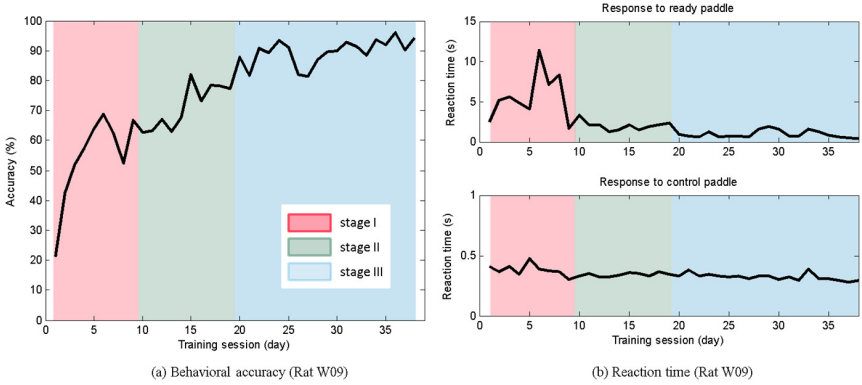 100
90
80
70
60
50
40
30
20
10
0
Accuracy (%)
stage I
stage II
stage III
0 5 10 15 20 25 30 35
Training session (day)
(a) Behavioral accuracy (Rat W09)
Response to ready paddle
15
10
5
0
Reaction time (s)
0 5 10 15 20 25 30 35
Response to control paddle
1
0.5
0
Reaction time (s)
0 5 10 15 20 25 30 35
Training session (day)
(b) Reaction time (Rat W09)